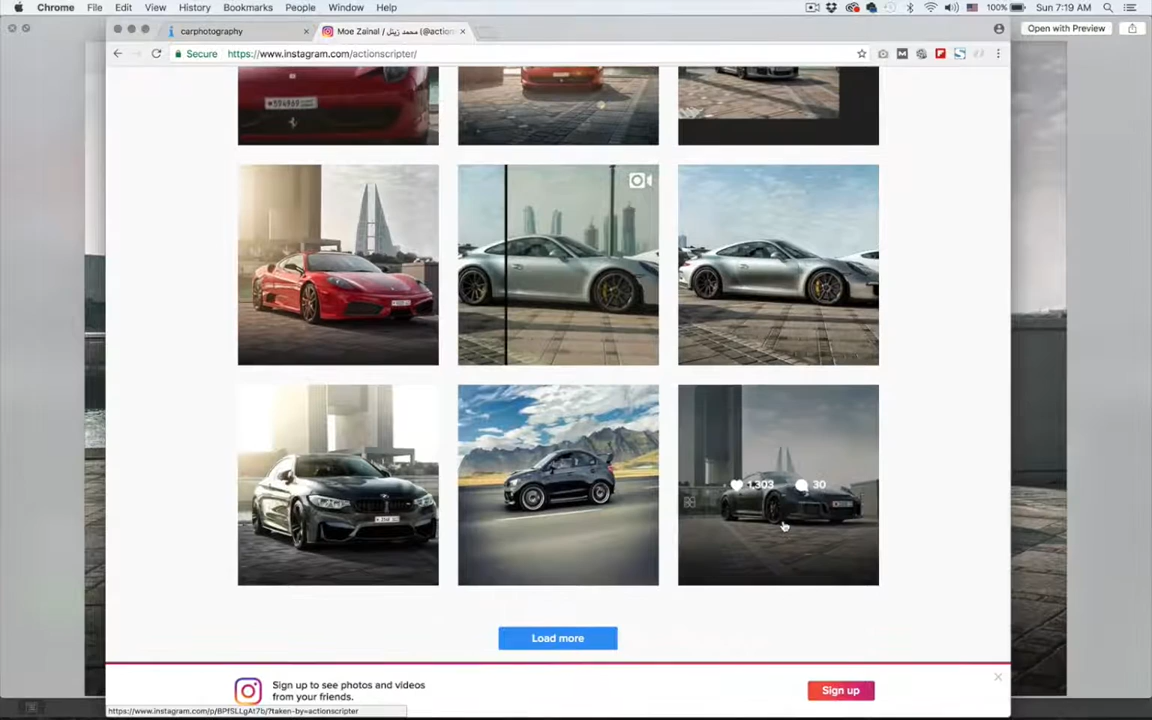 Chrome File Edit View History Bookmarks People Window Help
100% Sun 7:19 AM
carphotography
Moe Zainal / محمد زينل (@action
Open with Preview
Secure https://www.instagram.com/actionscripter/
1,303 30
Load more
Sign up to see photos and videos
from your friends.
Sign up
https://www.instagram.com/p/BPfSLLgAt7b/?taken-by=actionscripter